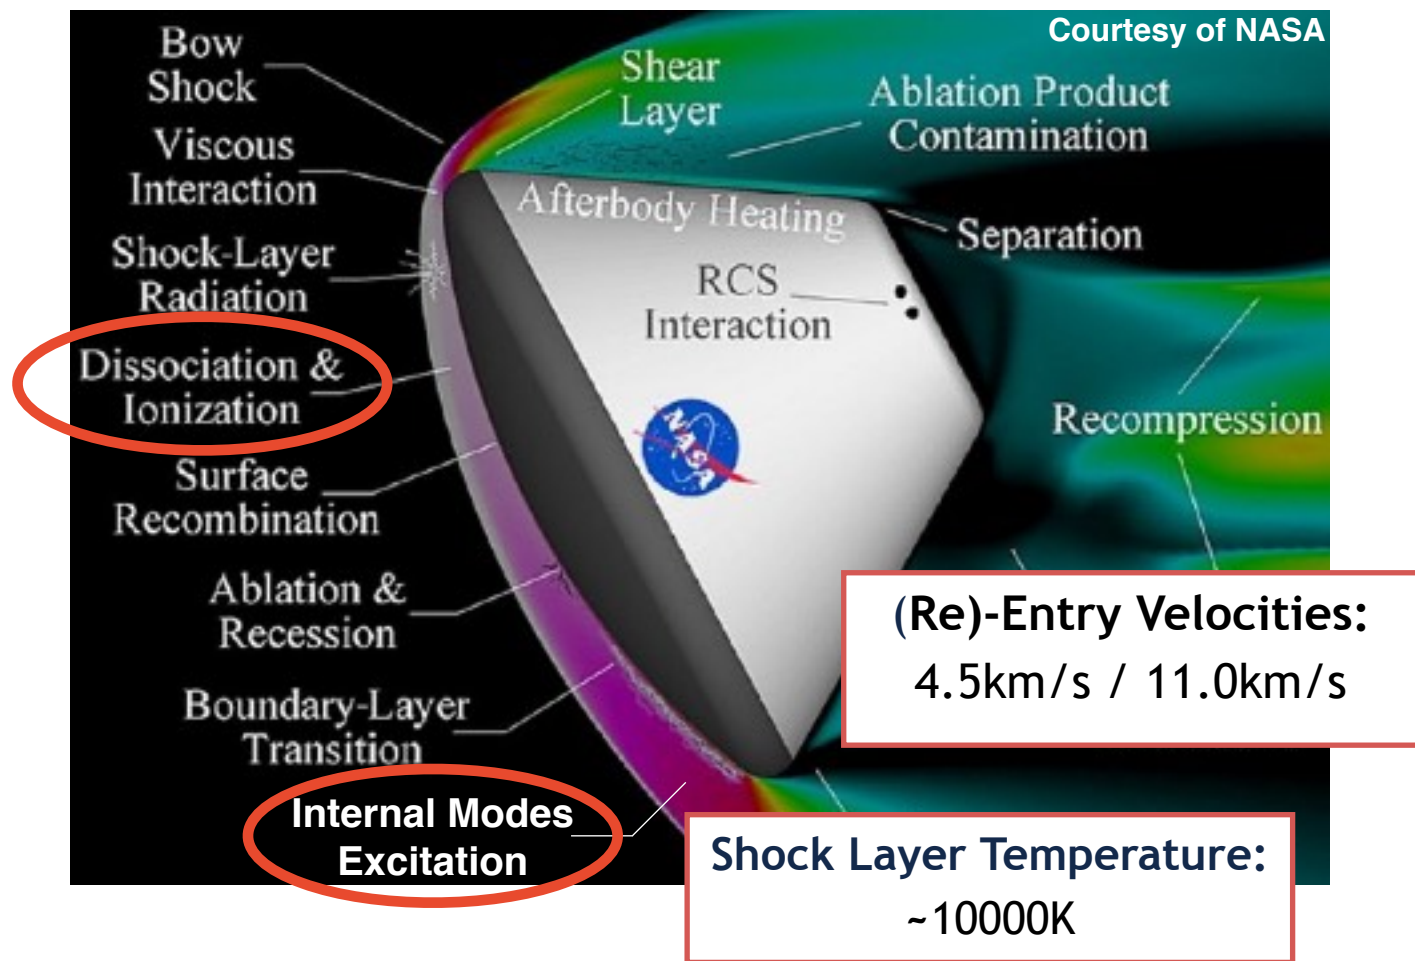 Courtesy of NASA
Bow
Shock
Shear
Layer
Ablation Product
Contamination
Viscous
Interaction
Afterbody Heating
Separation
Shock-Layer
Radiation
RCS
Interaction
Dissociation &
Ionization
NASA
Recompression
Surface
Recombination
Ablation &
Recession
(Re)-Entry Velocities:
4.5km/s / 11.0km/s
Boundary-Layer
Transition
Internal Modes
Excitation
Shock Layer Temperature:
~10000K